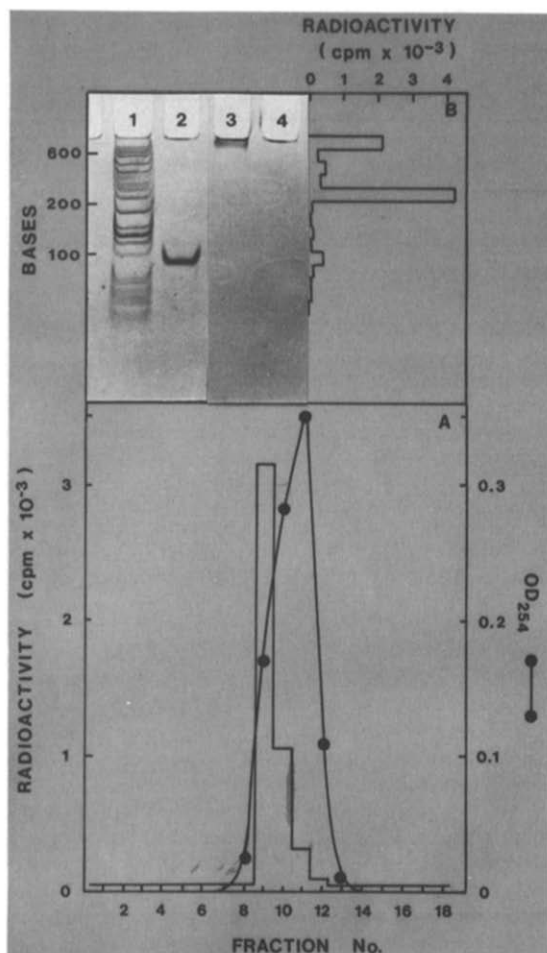 RADIOACTIVITY
(cpm x 10-3)
0 1 2 3 4
B
1 2 3 4
600
200
100
BASES
A
3
2
1
0
RADIOACTIVITY (cpm x 10-3)
0.3
0.2
0.1
0
OD254
2 4 6 8 10 12 14 16 18
FRACTION No.